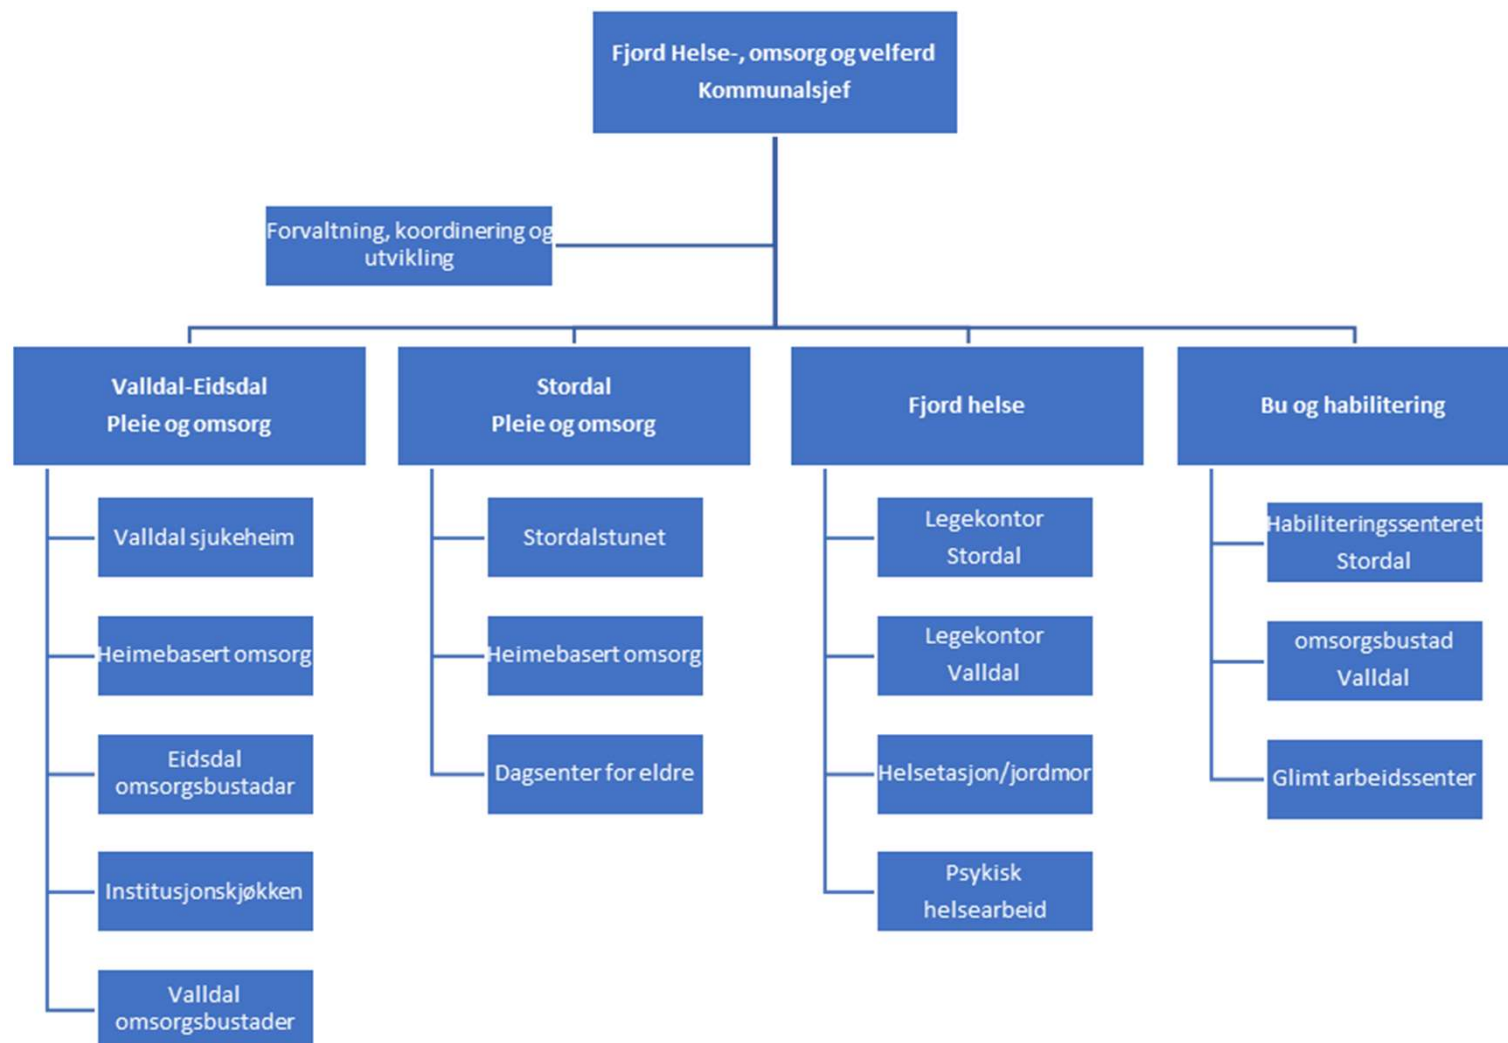 Fjord Helse-, omsorg og velferd
Kommunalsjef
Forvaltning, koordinering og
utvikling
Valldal-Eidsdal
Pleie og omsorg
Valldal sjukeheim
Heimebasert omsorg
Eidsdal
omsorgsbustadar
Institusjonskjøkken
Valldal
omsorgsbustader
Stordal
Pleie og omsorg
Stordalstunet
Heimebasert omsorg
Dagsenter for eldre
Fjord helse
Legekontor
Stordal
Legekontor
Valldal
Helsetasjon/jordmor
Psykisk
helsearbeid
Bu og habilitering
Habiliteringssenteret
Stordal
omsorgsbustad
Valldal
Glimt arbeidssenter